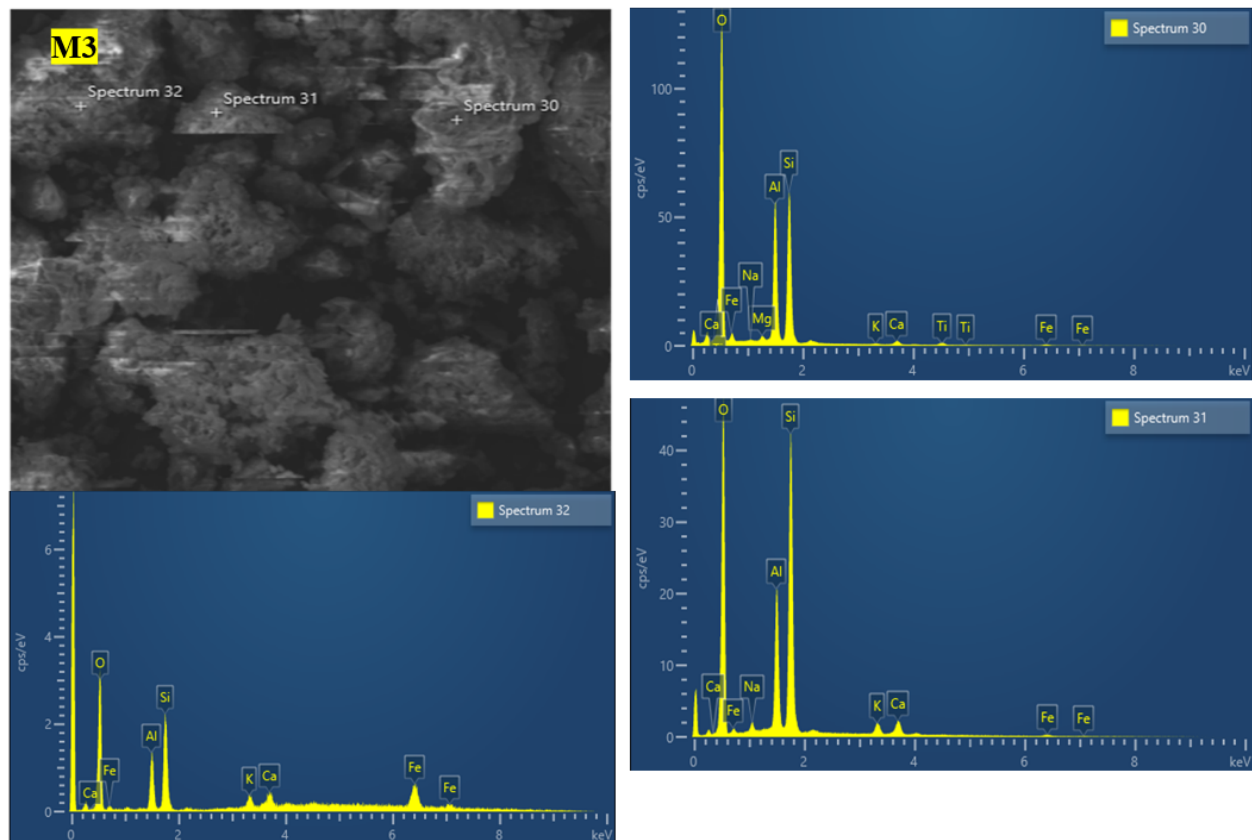 M3
Spectrum 32
Spectrum 31
Spectrum 30
Spectrum 30
cps/eV
100
50
0
O
Si
Al
Na
Fe
Mg
Ca
K
Ca
Ti
Ti
Fe
Fe
0
2
4
6
8
keV
Spectrum 31
cps/eV
40
30
20
10
0
O
Si
Al
Ca
Na
Fe
K
Ca
Fe
Fe
0
2
4
6
8
keV
Spectrum 32
cps/eV
6
4
2
0
O
Si
Al
Fe
Ca
K
Ca
Fe
Fe
0
2
4
6
8
keV